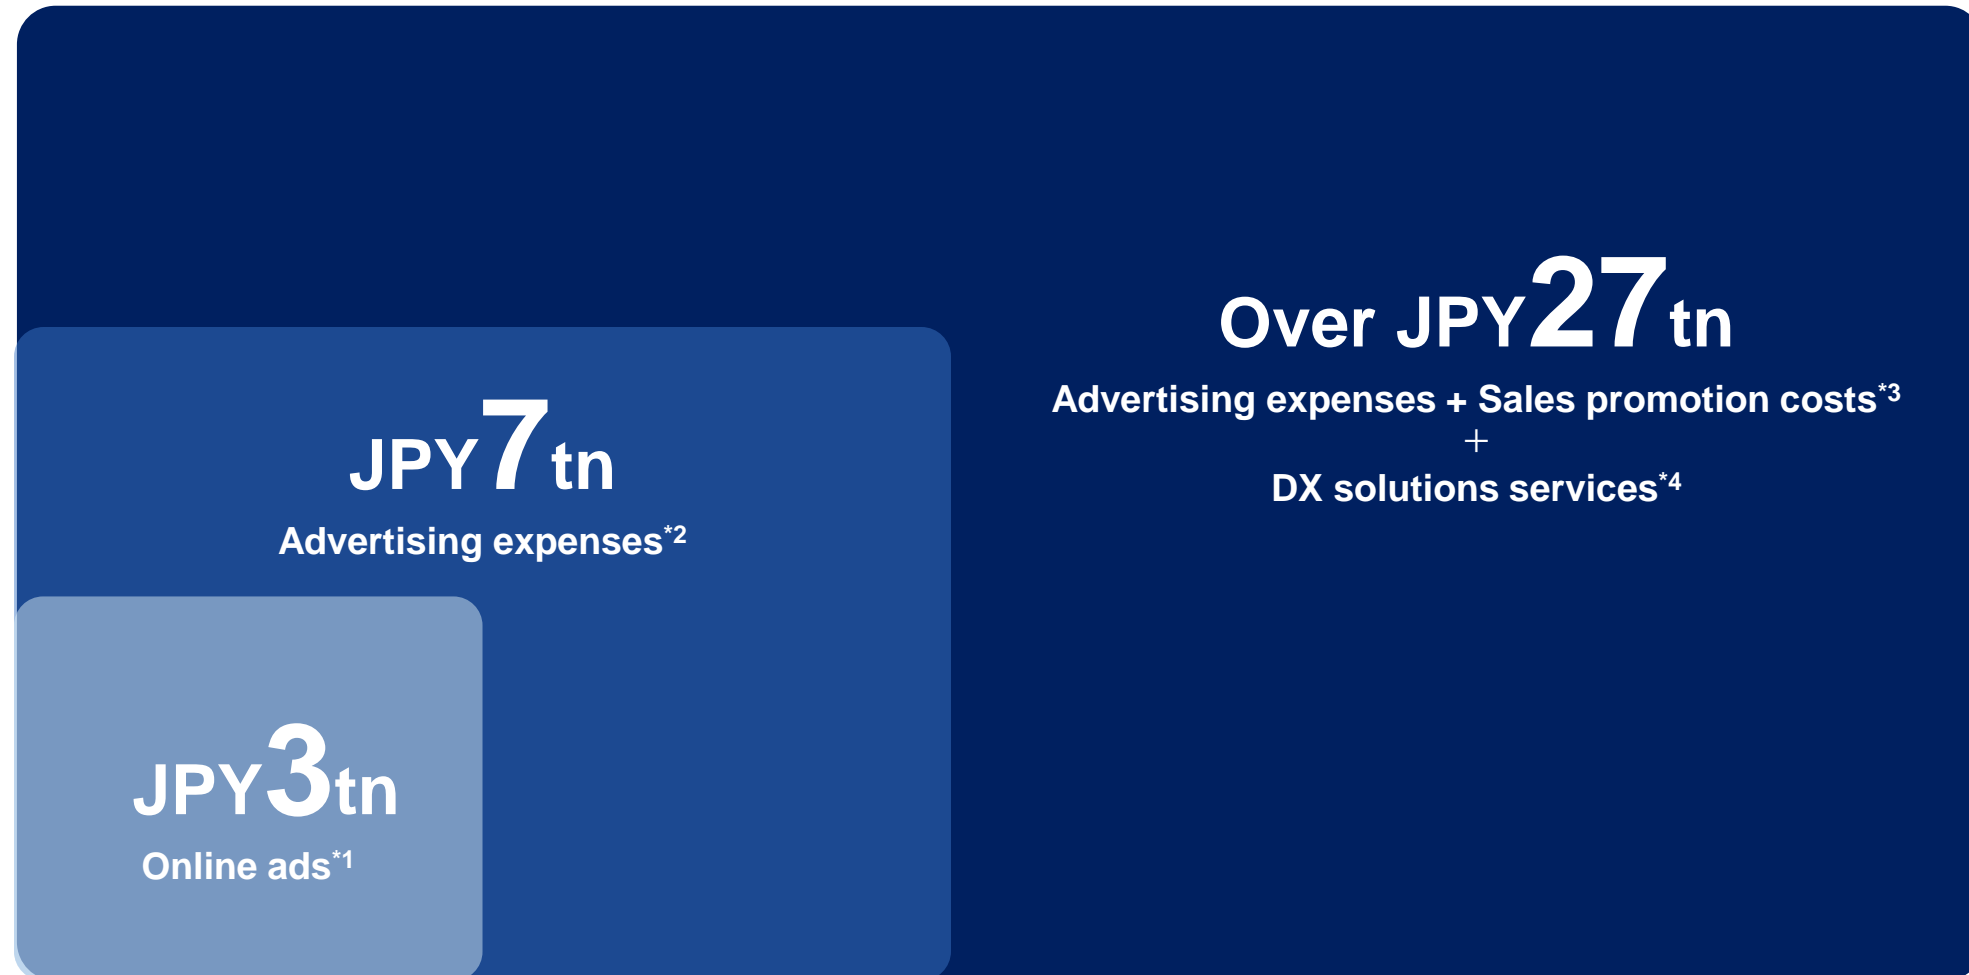 Over JPY27tn
Advertising expenses + Sales promotion costs*3
+
DX solutions services*4
JPY7tn
Advertising expenses*2
JPY3tn
Online ads*1